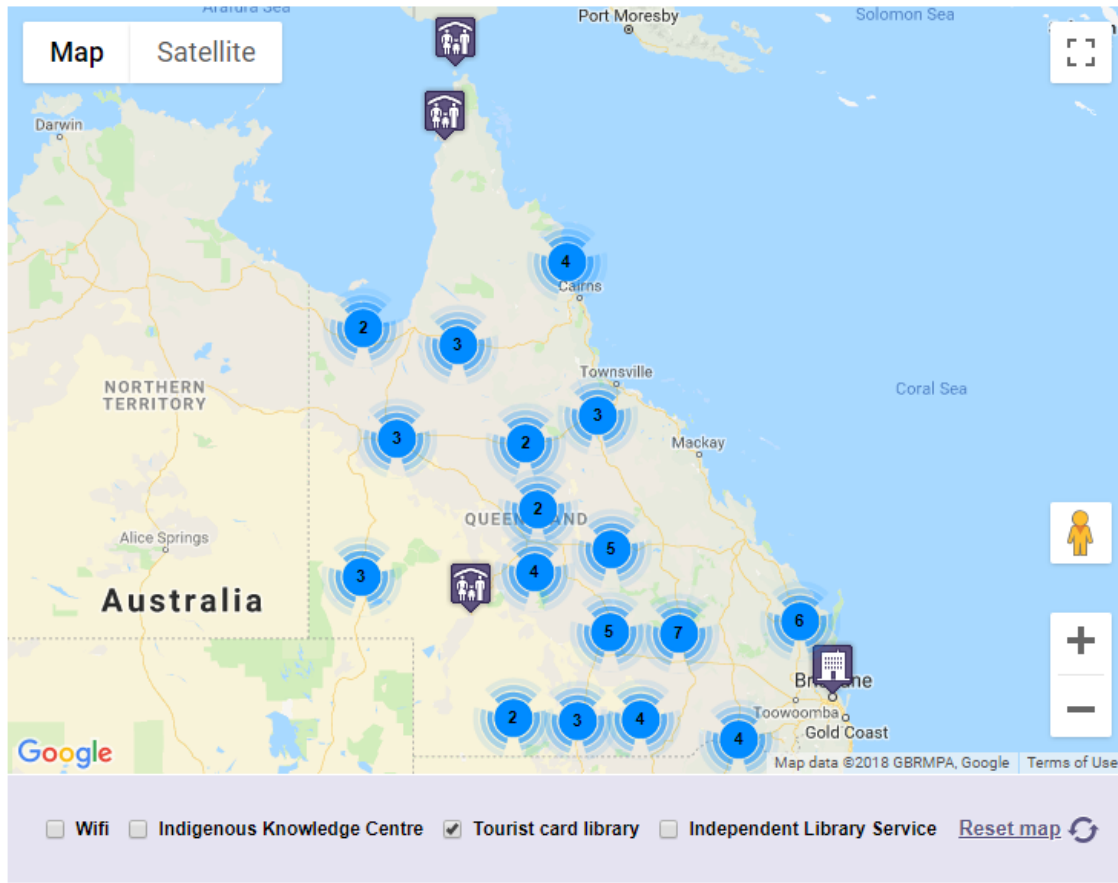 Arafura Sea
Port Moresby
Solomon Sea
Map
Satellite
Darwin
4
Cairns
2
3
NORTHERN
TERRITORY
Townsville
Coral Sea
3
3
2
Mackay
2
QUEENSLAND
5
Alice Springs
3
4
Australia
6
5
7
Brisbane
2
3
4
4
Toowoomba
Gold Coast
Google
Map data ©2018 GBRMPA, Google
Terms of Use
Wifi
Indigenous Knowledge Centre
Tourist card library
Independent Library Service
Reset map